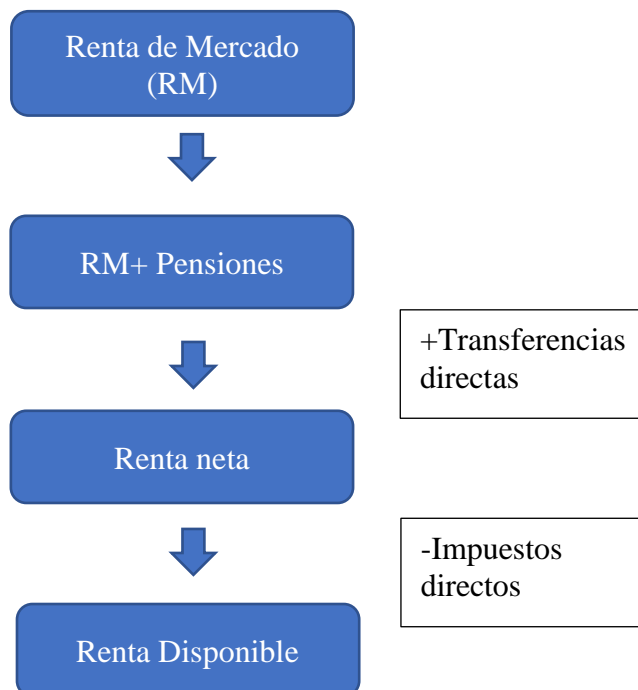 Renta de Mercado
(RM)
RM+ Pensiones
+Transferencias
directas
Renta neta
-Impuestos
directos
Renta Disponible